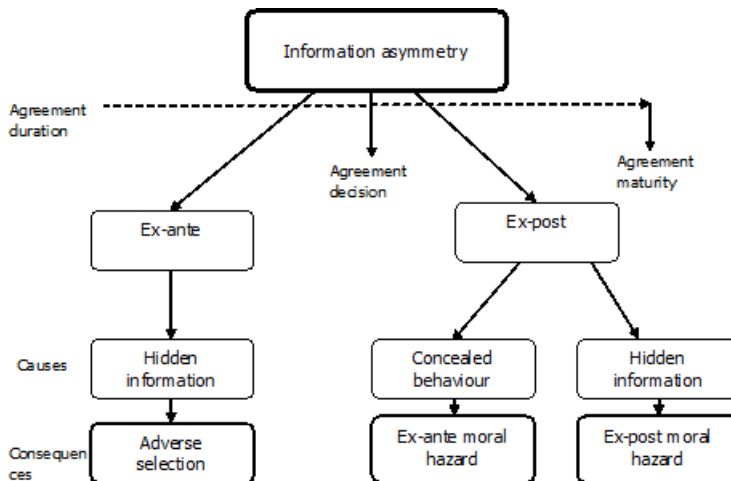 Information asymmetry
Agreement
duration
Agreement
decision
Agreement
maturity
Ex-ante
Ex-post
Causes
Hidden
information
Concealed
behaviour
Hidden
information
Consequen
ces
Adverse
selection
Ex-ante moral
hazard
Ex-post moral
hazard